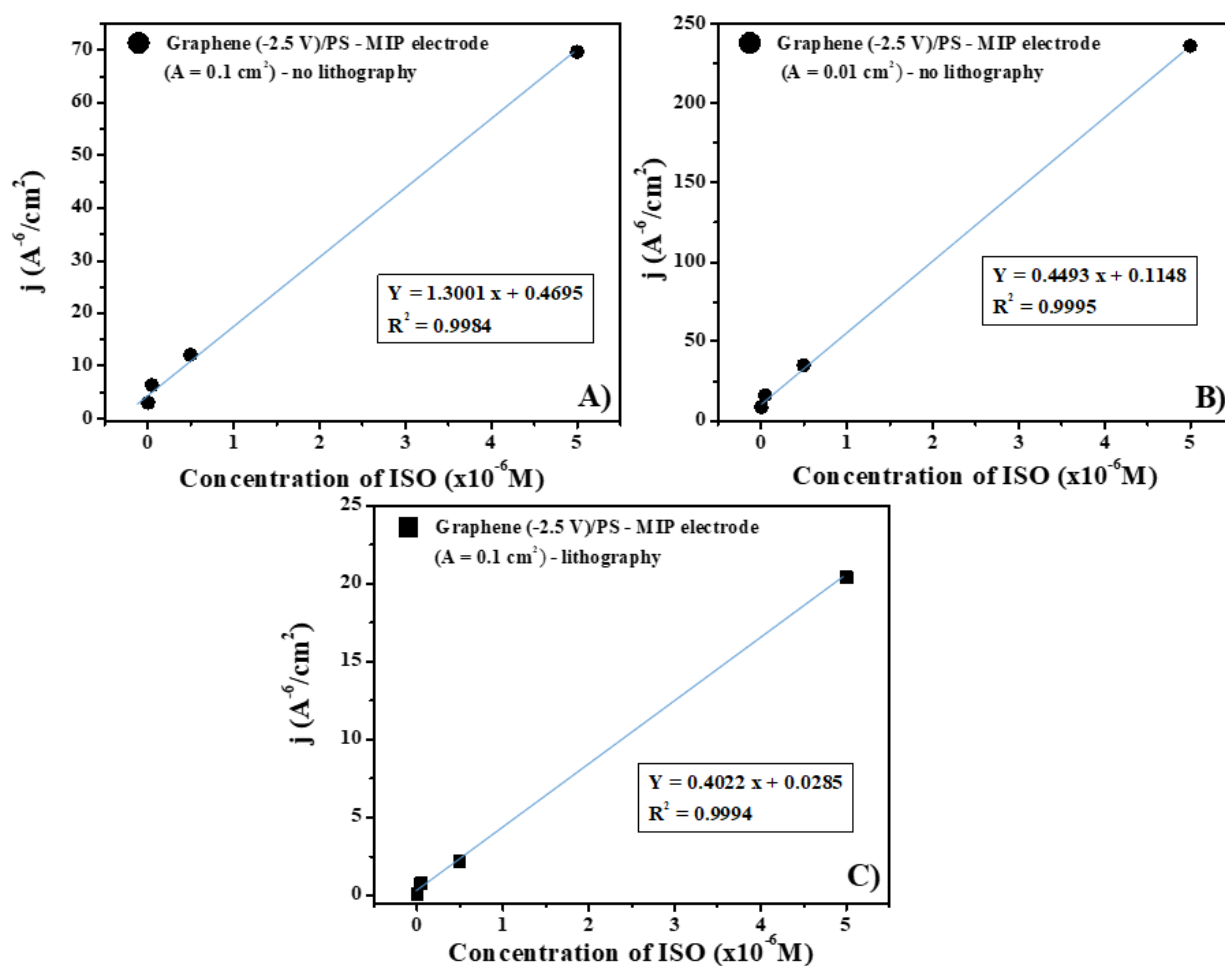 Graphene (-2.5 V)/PS - MIP electrode
(A = 0.1 cm²) - no lithography
70
60
50
40
30
20
10
0
j (A⁻⁶/cm²)
Y = 1.3001 x + 0.4695
R² = 0.9984
A)
0 1 2 3 4 5 6
Concentration of ISO (x10⁻⁶M)
Graphene (-2.5 V)/PS - MIP electrode
(A = 0.01 cm²) - no lithography
250
200
150
100
50
0
j (A⁻⁶/cm²)
Y = 0.4493 x + 0.1148
R² = 0.9995
B)
0 1 2 3 4 5
Concentration of ISO (x10⁻⁶M)
Graphene (-2.5 V)/PS - MIP electrode
(A = 0.1 cm²) - lithography
25
20
15
10
5
0
j (A⁻⁶/cm²)
Y = 0.4022 x + 0.0285
R² = 0.9994
C)
0 1 2 3 4 5
Concentration of ISO (x10⁻⁶M)